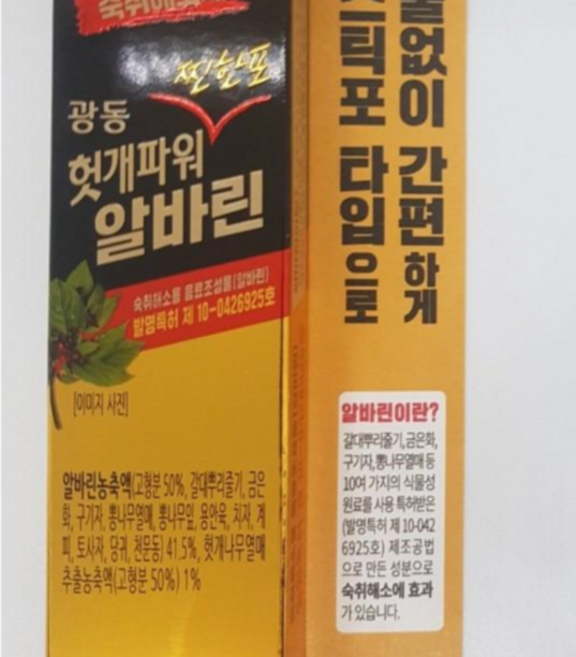 찐한포
광동
헛개파워
알바린
숙취해소용 음료조성물(알바린)
발명특허 제 10-0426925호
[이미지 사진]
알바린농축액(고형분 50%, 갈대뿌리줄기, 금은
화, 구기자, 뽕나무열매, 뽕나무잎, 용안육, 치자, 계
피, 토사자, 당귀, 천문동) 41.5%, 헛개나무열매
추출농축액(고형분 50%) 1%
물없이 간편하게
스틱포 타입으로
알바린이란?
갈대뿌리줄기, 금은화,
구기자, 뽕나무열매 등
10여 가지의 식물성
원료를 사용 특허받은
(발명특허 제 10-042
6925호) 제조공법
으로 만든 성분으로
숙취해소에 효과
가 있습니다.